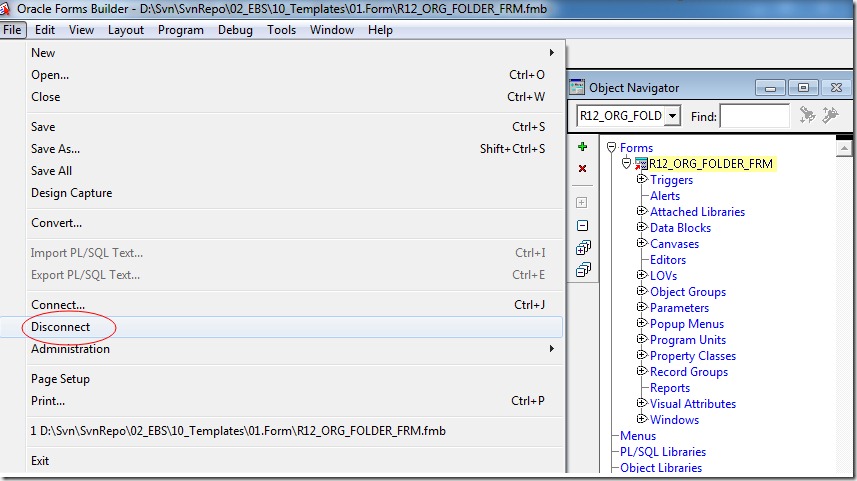 Oracle Forms Builder - D:\Svn\SvnRepo\02_EBS\10_Templates\01.Form\R12_ORG_FOLDER_FRM.fmb
File Edit View Layout Program Debug Tools Window Help
New
Open... Ctrl+O
Close Ctrl+W
Save Ctrl+S
Save As... Shift+Ctrl+S
Save All
Design Capture
Convert...
Import PL/SQL Text... Ctrl+I
Export PL/SQL Text... Ctrl+E
Connect... Ctrl+J
Disconnect
Administration
Page Setup
Print... Ctrl+P
1 D:\Svn\SvnRepo\02_EBS\10_Templates\01.Form\R12_ORG_FOLDER_FRM.fmb
Exit
Object Navigator
R12_ORG_FOLD Find:
Forms
R12_ORG_FOLDER_FRM
Triggers
Alerts
Attached Libraries
Data Blocks
Canvases
Editors
LOVs
Object Groups
Parameters
Popup Menus
Program Units
Property Classes
Record Groups
Reports
Visual Attributes
Windows
Menus
PL/SQL Libraries
Object Libraries